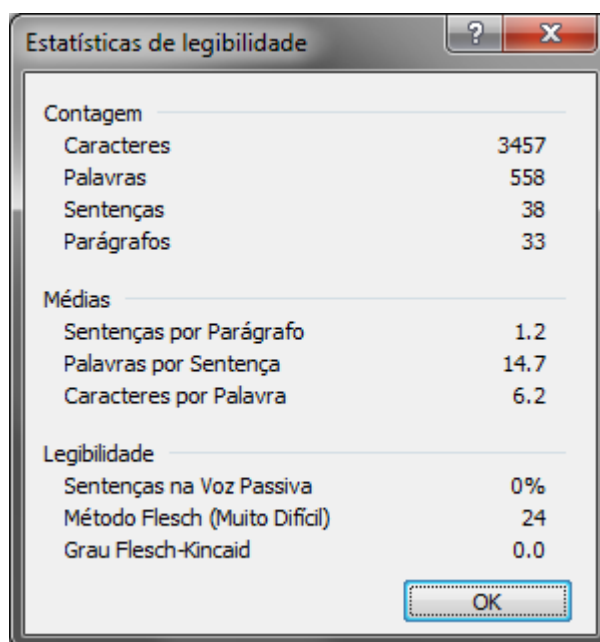 Estatísticas de legibilidade ? X
Contagem
Caracteres 3457
Palavras 558
Sentenças 38
Parágrafos 33
Médias
Sentenças por Parágrafo 1.2
Palavras por Sentença 14.7
Caracteres por Palavra 6.2
Legibilidade
Sentenças na Voz Passiva 0%
Método Flesch (Muito Difícil) 24
Grau Flesch-Kincaid 0.0
OK